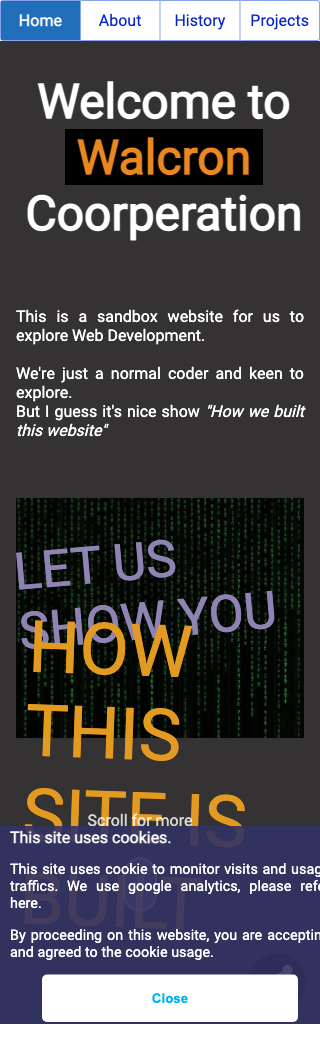 Home About History Projects
Welcome to
Walcron
Coorperation
This is a sandbox website for us to
explore Web Development.
We're just a normal coder and keen to
explore.
But I guess it's nice show "How we built
this website"
LET US
SHOW YOU
HOW
THIS
SITE IS
BUILT
Scroll for more
This site uses cookies.
This site uses cookie to monitor visits and usag
traffics. We use google analytics, please refe
here.
By proceeding on this website, you are acceptin
and agreed to the cookie usage.
Close